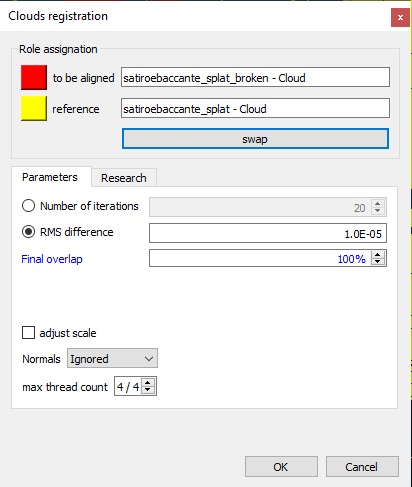 Clouds registration
Role assignation
to be aligned satiroebaccante_splat_broken - Cloud
reference satiroebaccante_splat - Cloud
swap
Parameters Research
Number of iterations 20
RMS difference 1.0E-05
Final overlap 100%
adjust scale
Normals Ignored
max thread count 4 / 4
OK Cancel